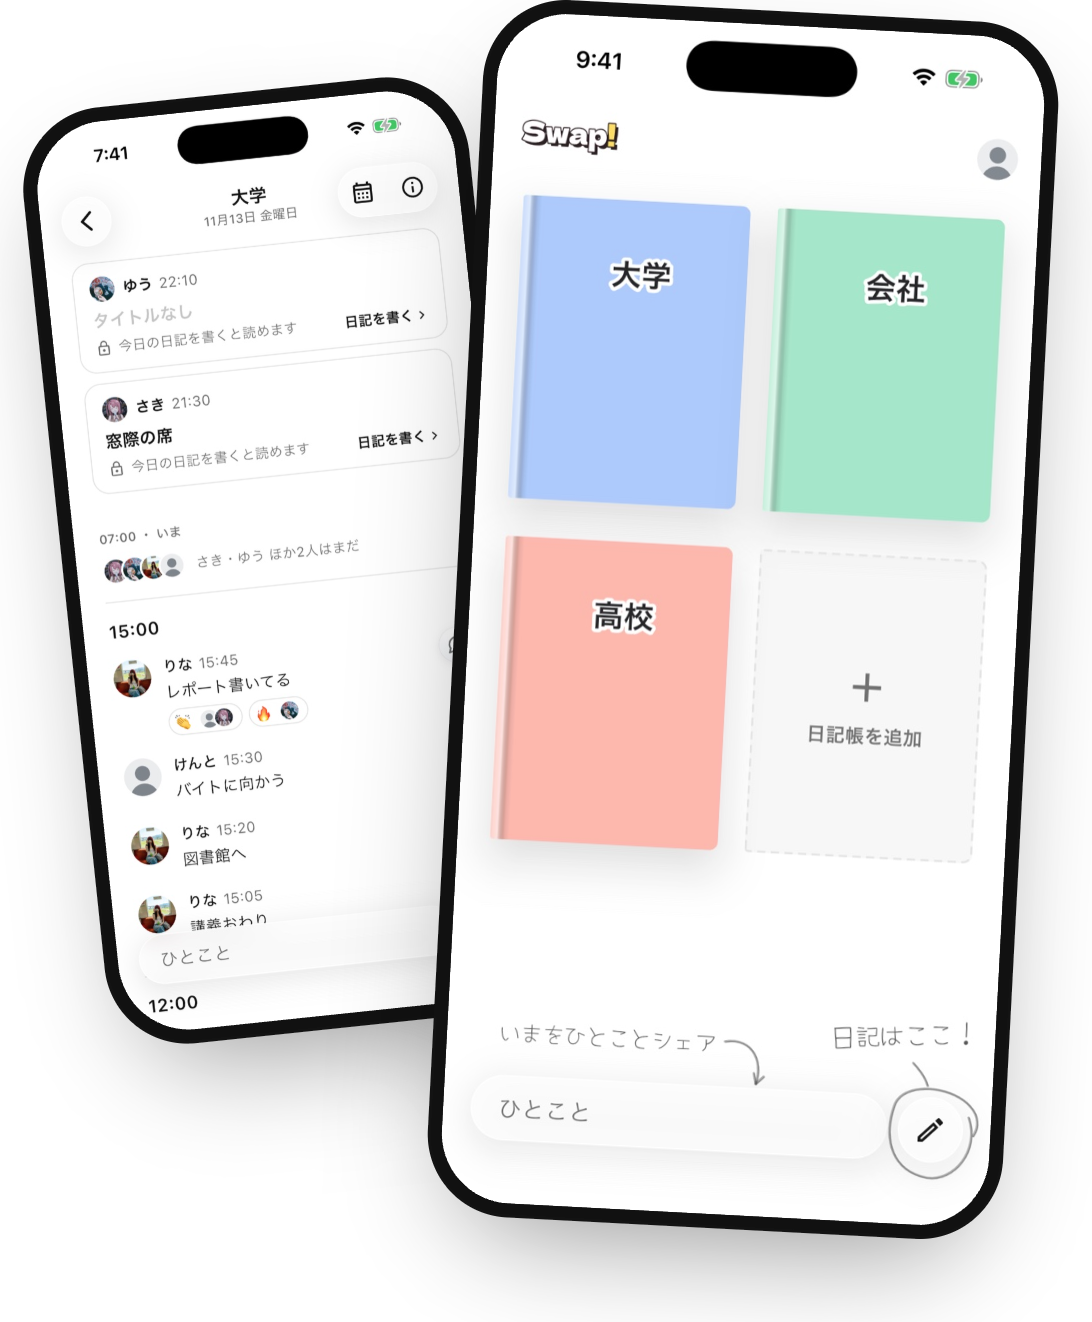 7:41
大学
11月13日 金曜日
ゆう 22:10
タイトルなし
今日の日記を書くと読めます
日記を書く ›
さき 21:30
窓際の席
今日の日記を書くと読めます
日記を書く ›
07:00 ・ いま
さき・ゆう ほか2人はまだ
15:00
りな 15:45
レポート書いてる
けんと 15:30
バイトに向かう
りな 15:20
図書館へ
りな 15:05
講義おわり
ひとこと
12:00
9:41
Swap!
大学
会社
高校
日記帳を追加
いまをひとことシェア
日記はここ！
ひとこと